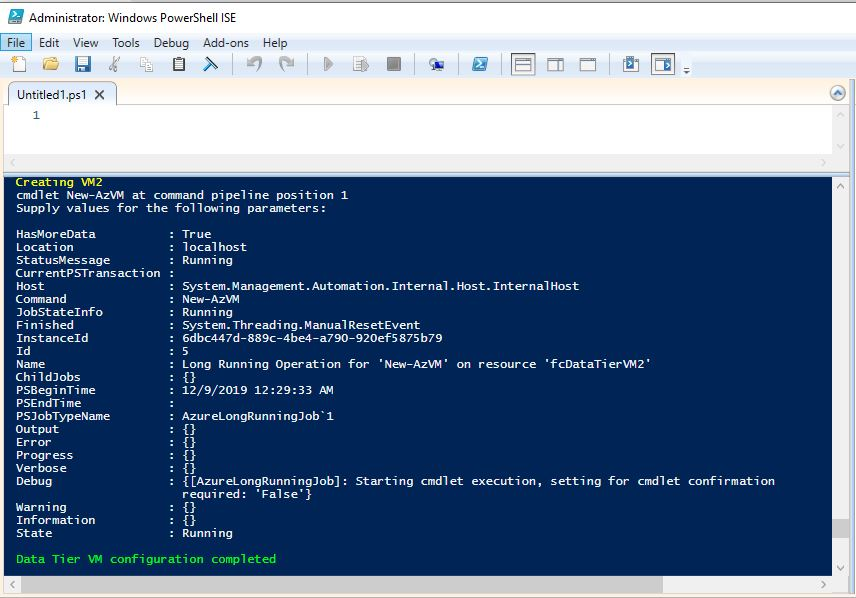 Administrator: Windows PowerShell ISE
File Edit View Tools Debug Add-ons Help
Untitled1.ps1
1
Creating VM2
cmdlet New-AzVM at command pipeline position 1
Supply values for the following parameters:
HasMoreData : True
Location : localhost
StatusMessage : Running
CurrentPSTransaction :
Host : System.Management.Automation.Internal.Host.InternalHost
Command : New-AzVM
JobStateInfo : Running
Finished : System.Threading.ManualResetEvent
InstanceId : 6dbc447d-889c-4be4-a790-920ef5875b79
Id : 5
Name : Long Running Operation for 'New-AzVM' on resource 'fcDataTierVM2'
ChildJobs : {}
PSBeginTime : 12/9/2019 12:29:33 AM
PSEndTime :
PSJobTypeName : AzureLongRunningJob`1
Output : {}
Error : {}
Progress : {}
Verbose : {}
Debug : {[AzureLongRunningJob]: Starting cmdlet execution, setting for cmdlet confirmation
required: 'False'}
Warning : {}
Information : {}
State : Running
Data Tier VM configuration completed